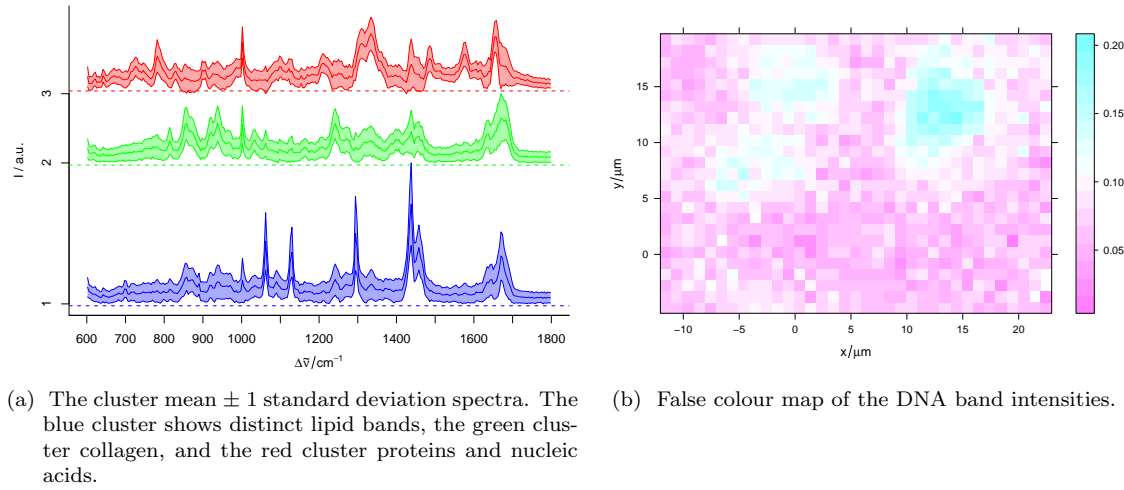 3
2
1
I / a.u.
600 700 800 900 1000 1200 1400 1600 1800
Δν̃/cm⁻¹
15
10
5
0
y/μm
−10 −5 0 5 10 15 20
x/μm
0.20
0.15
0.10
0.05
(a) The cluster mean ± 1 standard deviation spectra. The
blue cluster shows distinct lipid bands, the green clus-
ter collagen, and the red cluster proteins and nucleic
acids.
(b) False colour map of the DNA band intensities.